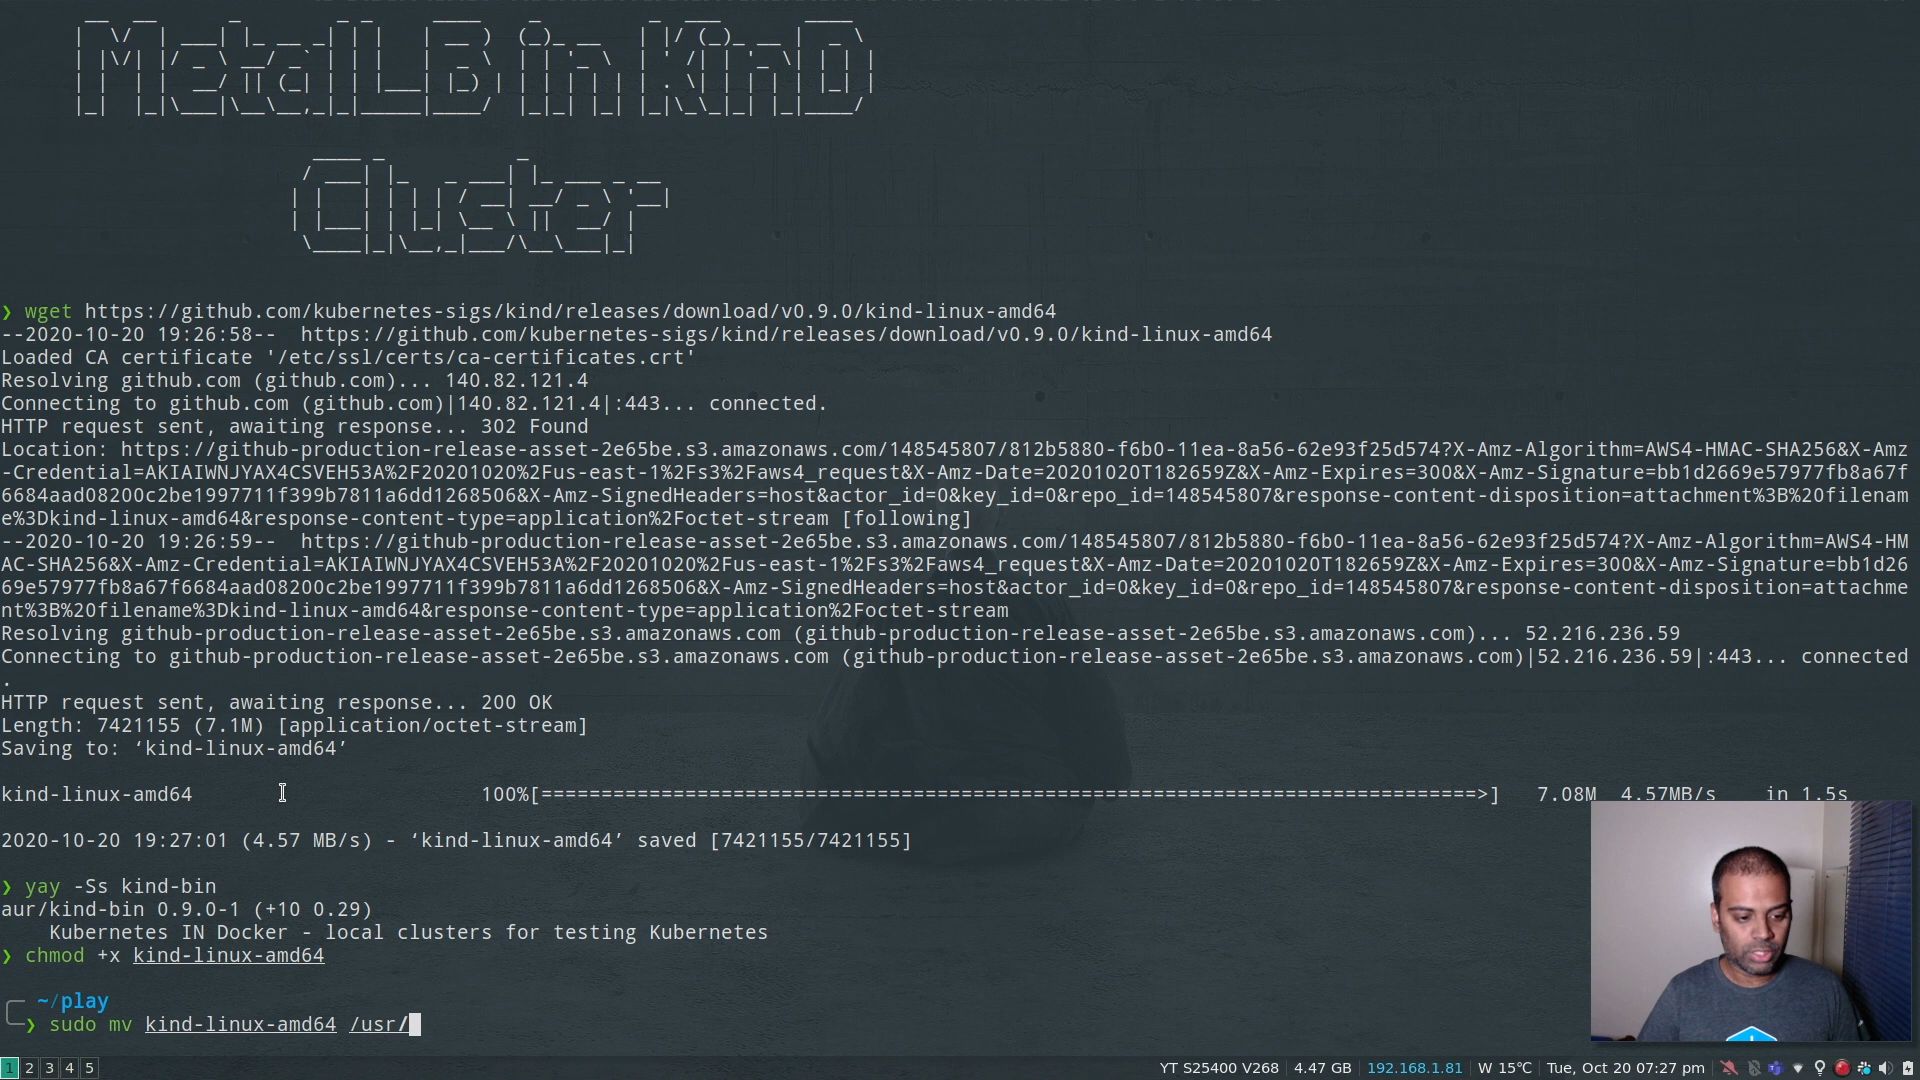 MetalLB in KinD
Cluster
❯ wget https://github.com/kubernetes-sigs/kind/releases/download/v0.9.0/kind-linux-amd64
--2020-10-20 19:26:58--  https://github.com/kubernetes-sigs/kind/releases/download/v0.9.0/kind-linux-amd64
Loaded CA certificate '/etc/ssl/certs/ca-certificates.crt'
Resolving github.com (github.com)... 140.82.121.4
Connecting to github.com (github.com)|140.82.121.4|:443... connected.
HTTP request sent, awaiting response... 302 Found
Location: https://github-production-release-asset-2e65be.s3.amazonaws.com/148545807/812b5880-f6b0-11ea-8a56-62e93f25d574?X-Amz-Algorithm=AWS4-HMAC-SHA256&X-Amz
-Credential=AKIAIWNJYAX4CSVEH53A%2F20201020%2Fus-east-1%2Fs3%2Faws4_request&X-Amz-Date=20201020T182659Z&X-Amz-Expires=300&X-Amz-Signature=bb1d2669e57977fb8a67f
6684aad08200c2be1997711f399b7811a6dd1268506&X-Amz-SignedHeaders=host&actor_id=0&key_id=0&repo_id=148545807&response-content-disposition=attachment%3B%20filenam
e%3Dkind-linux-amd64&response-content-type=application%2Foctet-stream [following]
--2020-10-20 19:26:59--  https://github-production-release-asset-2e65be.s3.amazonaws.com/148545807/812b5880-f6b0-11ea-8a56-62e93f25d574?X-Amz-Algorithm=AWS4-HM
AC-SHA256&X-Amz-Credential=AKIAIWNJYAX4CSVEH53A%2F20201020%2Fus-east-1%2Fs3%2Faws4_request&X-Amz-Date=20201020T182659Z&X-Amz-Expires=300&X-Amz-Signature=bb1d26
69e57977fb8a67f6684aad08200c2be1997711f399b7811a6dd1268506&X-Amz-SignedHeaders=host&actor_id=0&key_id=0&repo_id=148545807&response-content-disposition=attachme
nt%3B%20filename%3Dkind-linux-amd64&response-content-type=application%2Foctet-stream
Resolving github-production-release-asset-2e65be.s3.amazonaws.com (github-production-release-asset-2e65be.s3.amazonaws.com)... 52.216.236.59
Connecting to github-production-release-asset-2e65be.s3.amazonaws.com (github-production-release-asset-2e65be.s3.amazonaws.com)|52.216.236.59|:443... connected
.
HTTP request sent, awaiting response... 200 OK
Length: 7421155 (7.1M) [application/octet-stream]
Saving to: ‘kind-linux-amd64’
kind-linux-amd64 100%[==============================================================================>] 7.08M 4.57MB/s in 1.5s
2020-10-20 19:27:01 (4.57 MB/s) - ‘kind-linux-amd64’ saved [7421155/7421155]
❯ yay -Ss kind-bin
aur/kind-bin 0.9.0-1 (+10 0.29)
Kubernetes IN Docker - local clusters for testing Kubernetes
❯ chmod +x kind-linux-amd64
~/play
❯ sudo mv kind-linux-amd64 /usr/
1 2 3 4 5 YT S25400 V268 | 4.47 GB | 192.168.1.81 | W 15℃ | Tue, Oct 20 07:27 pm